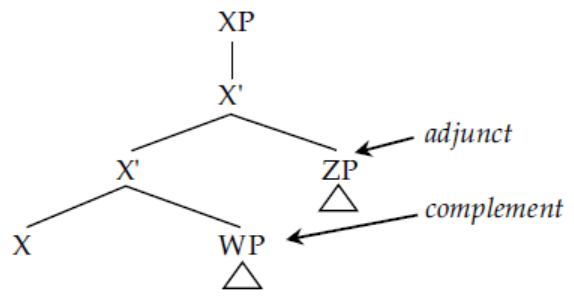 XP
X'
adjunct
X' ZP
complement
X WP